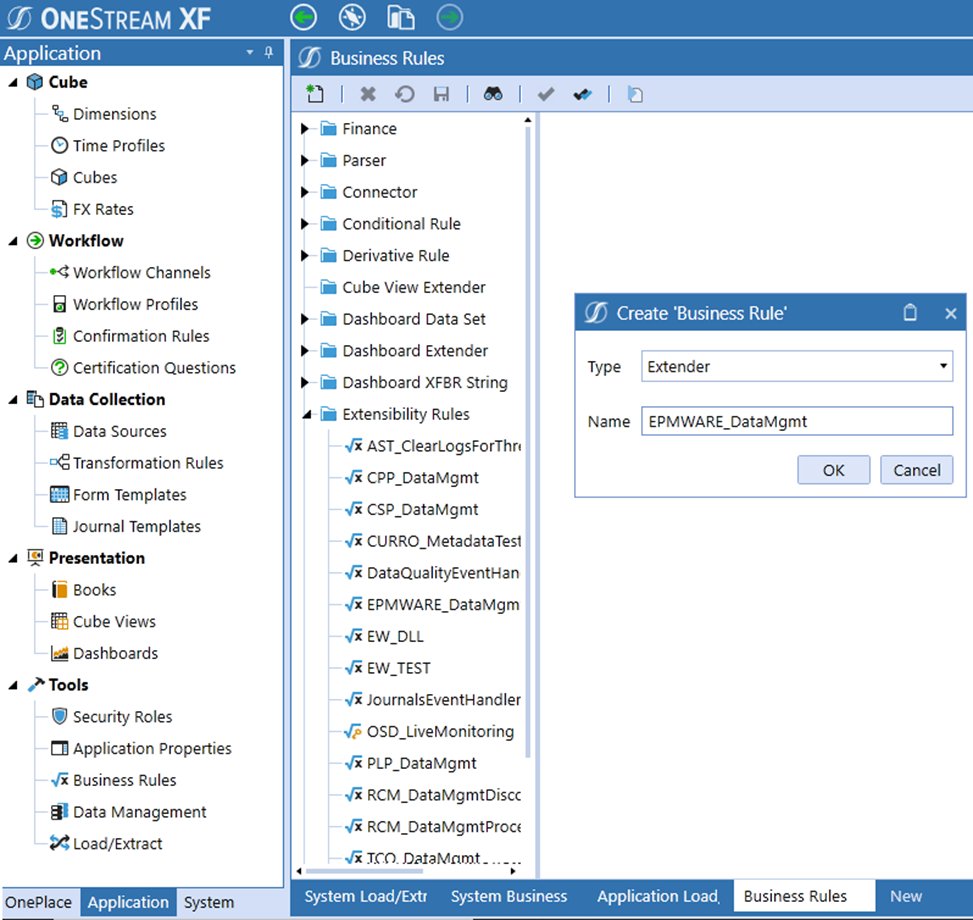 ONESTREAM XF
Application
Cube
Dimensions
Time Profiles
Cubes
FX Rates
Workflow
Workflow Channels
Workflow Profiles
Confirmation Rules
Certification Questions
Data Collection
Data Sources
Transformation Rules
Form Templates
Journal Templates
Presentation
Books
Cube Views
Dashboards
Tools
Security Roles
Application Properties
Business Rules
Data Management
Load/Extract
OnePlace Application System
Business Rules
Finance
Parser
Connector
Conditional Rule
Derivative Rule
Cube View Extender
Dashboard Data Set
Dashboard Extender
Dashboard XFBR String
Extensibility Rules
AST_ClearLogsForThre
CPP_DataMgmt
CSP_DataMgmt
CURRO_MetadataTest
DataQualityEventHan
EPMWARE_DataMgm
EW_DLL
EW_TEST
JournalsEventHandler
OSD_LiveMonitoring
PLP_DataMgmt
RCM_DataMgmtDisco
RCM_DataMgmtProce
TCO_DataMgmt
Create 'Business Rule'
Type Extender
Name EPMWARE_DataMgmt
OK Cancel
System Load/Extr System Business Application Load, Business Rules New